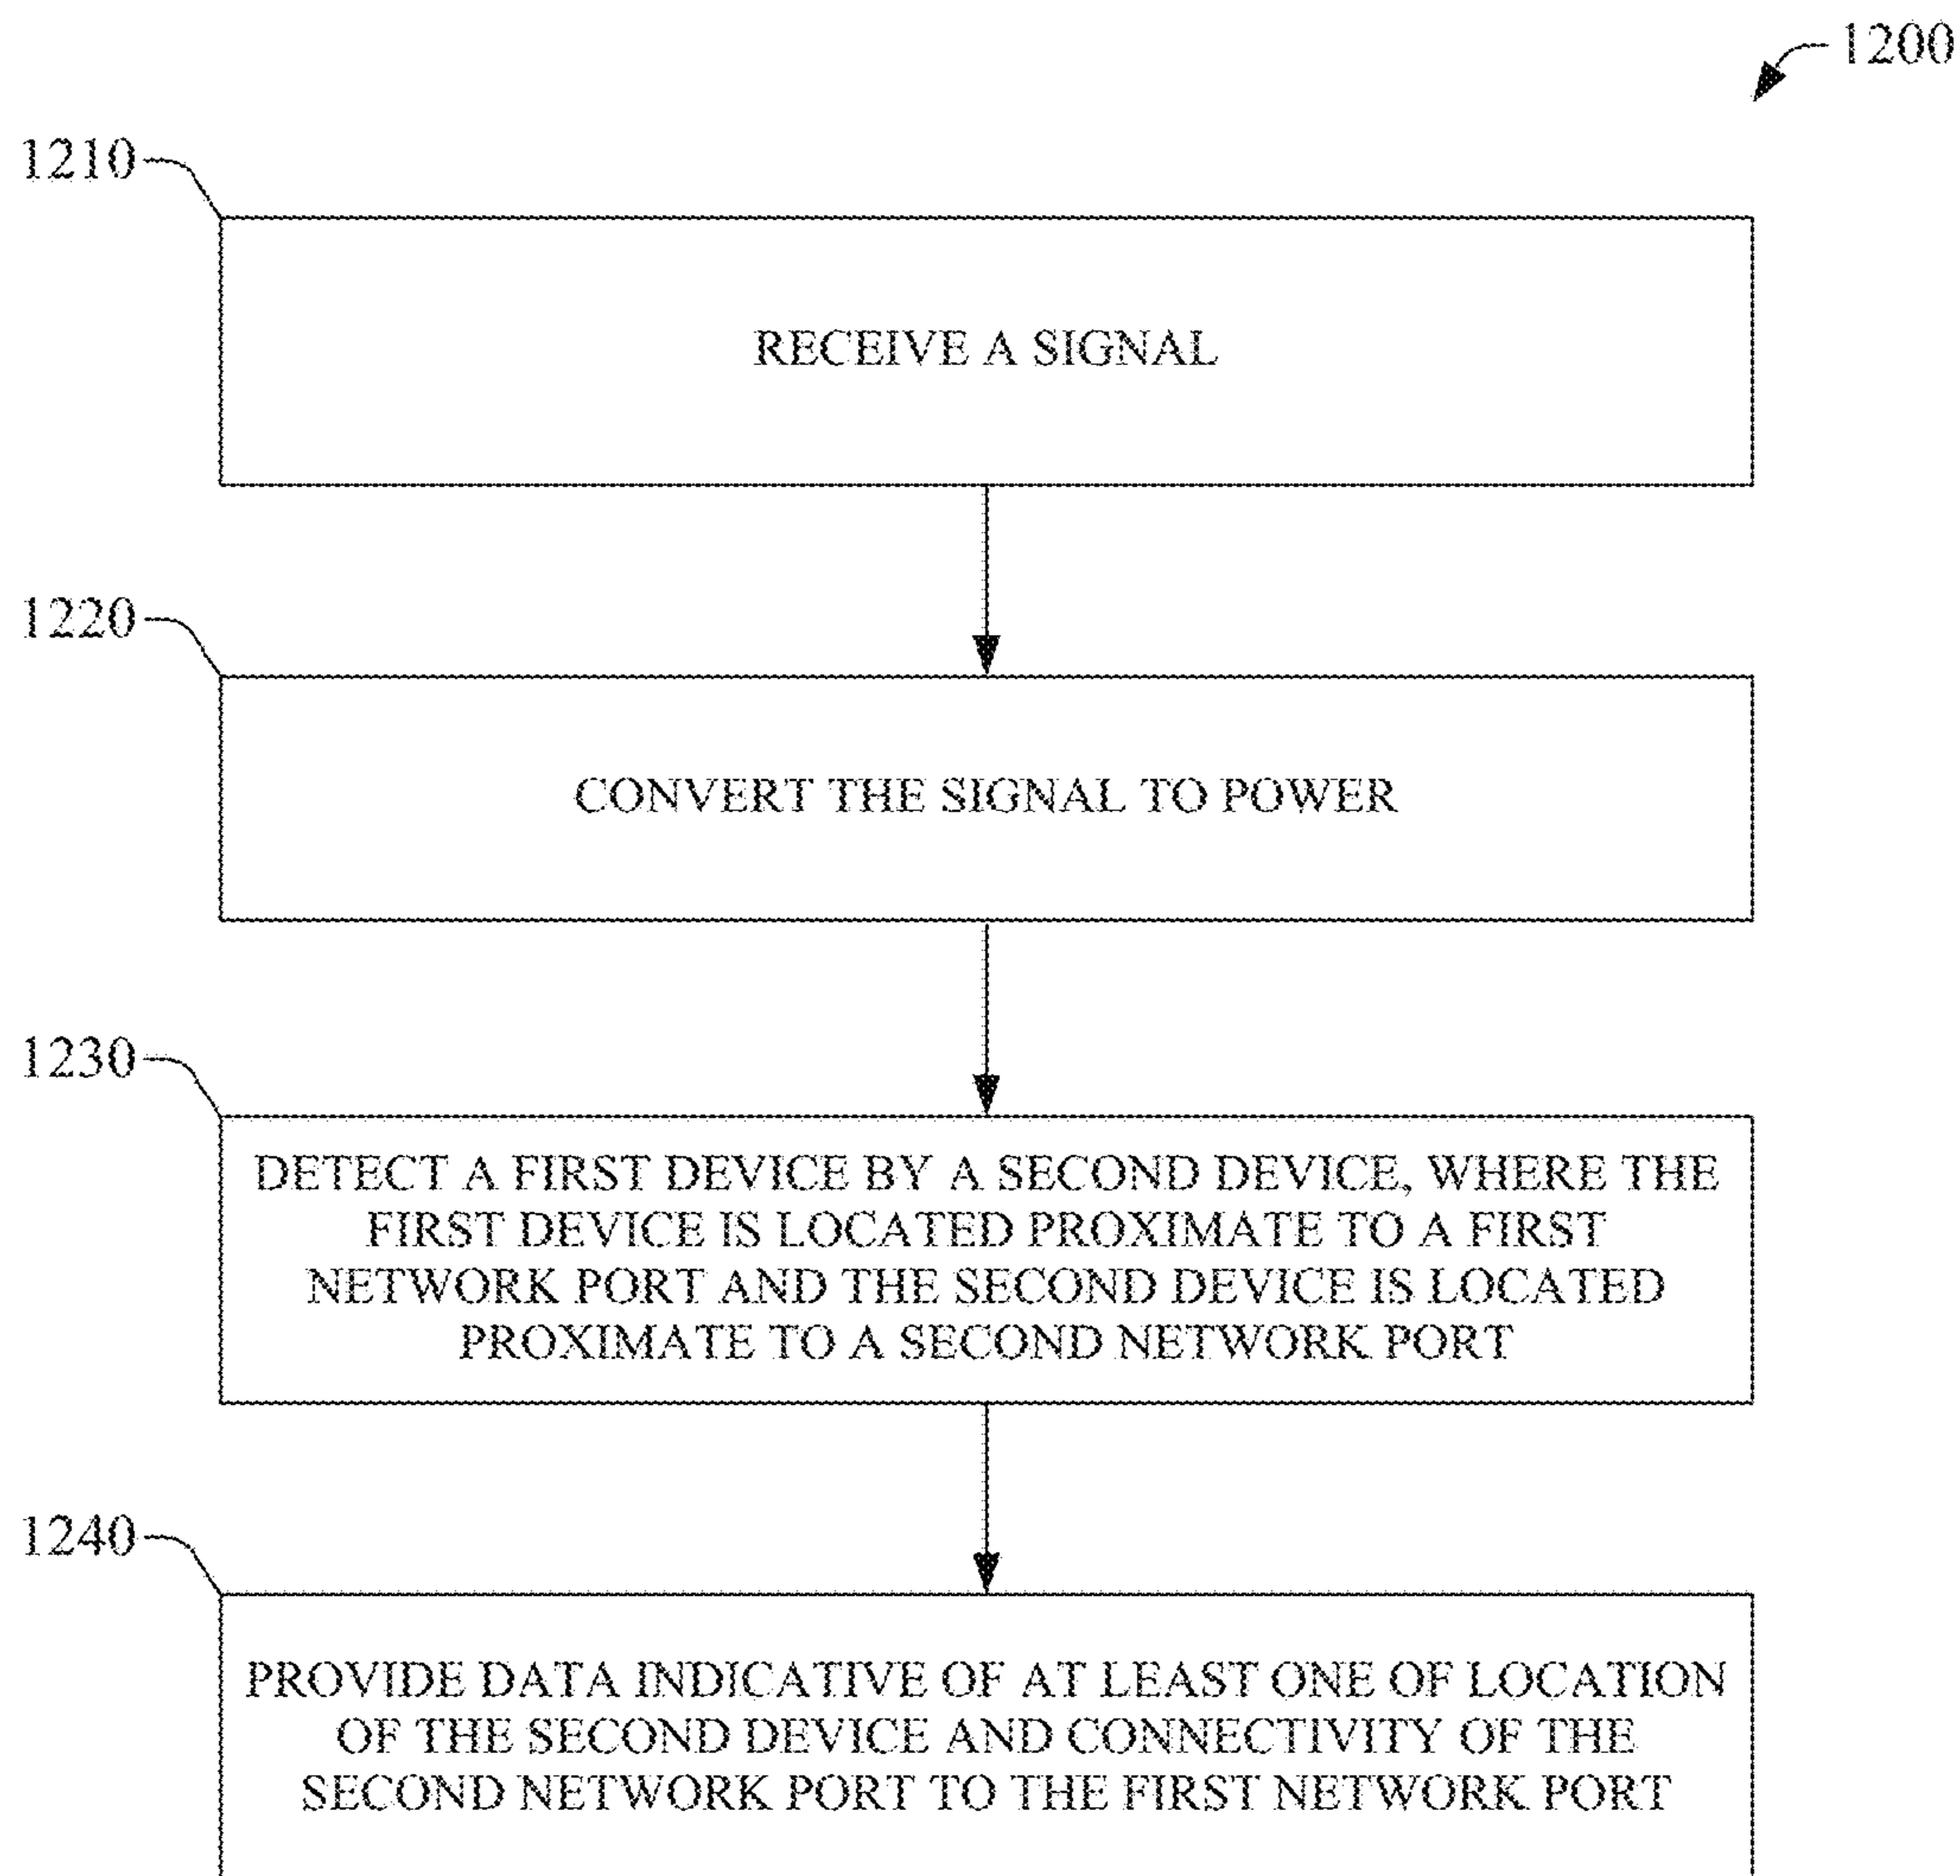 1200
1210
RECEIVE A SIGNAL
1220
CONVERT THE SIGNAL TO POWER
1230
DETECT A FIRST DEVICE BY A SECOND DEVICE, WHERE THE
FIRST DEVICE IS LOCATED PROXIMATE TO A FIRST
NETWORK PORT AND THE SECOND DEVICE IS LOCATED
PROXIMATE TO A SECOND NETWORK PORT
1240
PROVIDE DATA INDICATIVE OF AT LEAST ONE OF LOCATION
OF THE SECOND DEVICE AND CONNECTIVITY OF THE
SECOND NETWORK PORT TO THE FIRST NETWORK PORT